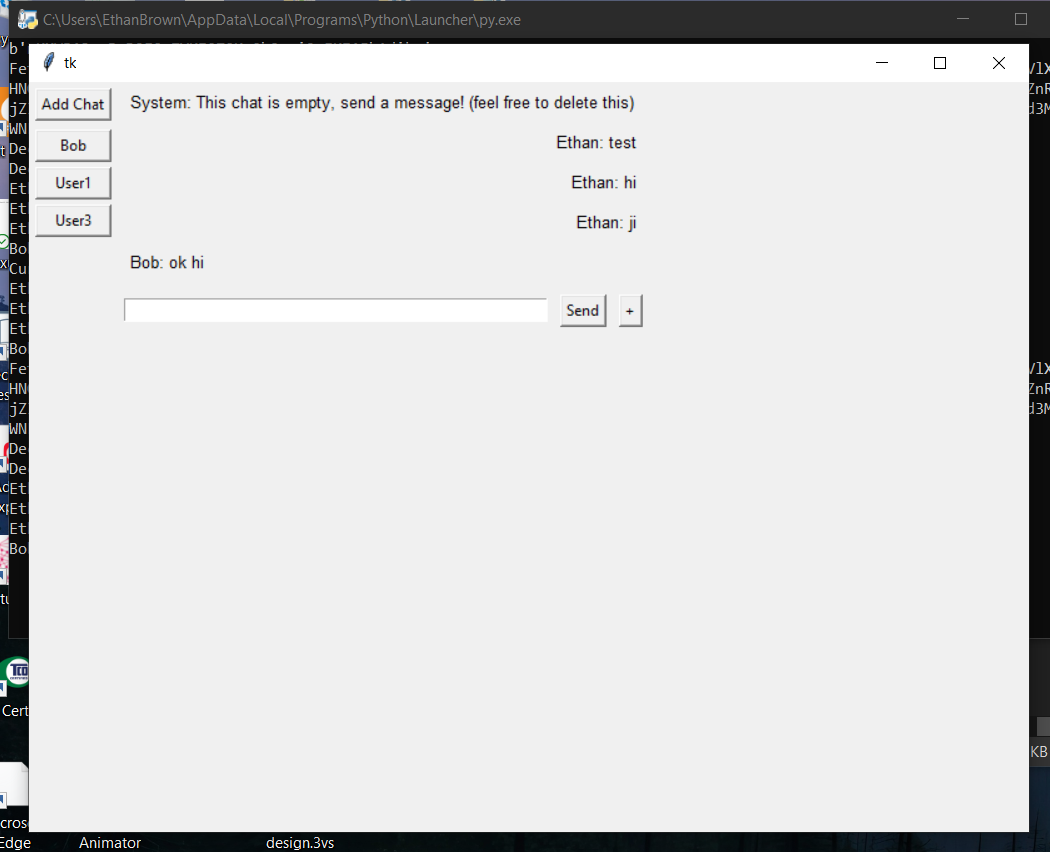 C:\Users\EthanBrown\AppData\Local\Programs\Python\Launcher\py.exe
tk
Add Chat
System: This chat is empty, send a message! (feel free to delete this)
Bob
Ethan: test
User1
Ethan: hi
User3
Ethan: ji
Bob: ok hi
Send
+
KB
Cert
Edge
Animator
design.3vs